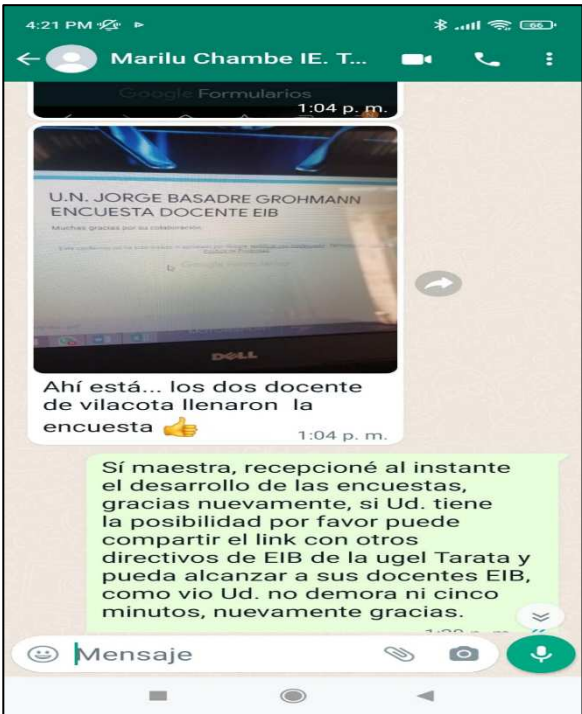 4:21 PM
66
Marilu Chambe IE. T...
Google Formularios
1:04 p. m.
U.N. JORGE BASADRE GROHMANN
ENCUESTA DOCENTE EIB
Muchas gracias por su colaboración.
DELL
Ahí está... los dos docente
de vilacota llenaron la
encuesta 👍
1:04 p. m.
Sí maestra, recepcioné al instante
el desarrollo de las encuestas,
gracias nuevamente, si Ud. tiene
la posibilidad por favor puede
compartir el link con otros
directivos de EIB de la ugel Tarata y
pueda alcanzar a sus docentes EIB,
como vio Ud. no demora ni cinco
minutos, nuevamente gracias.
Mensaje